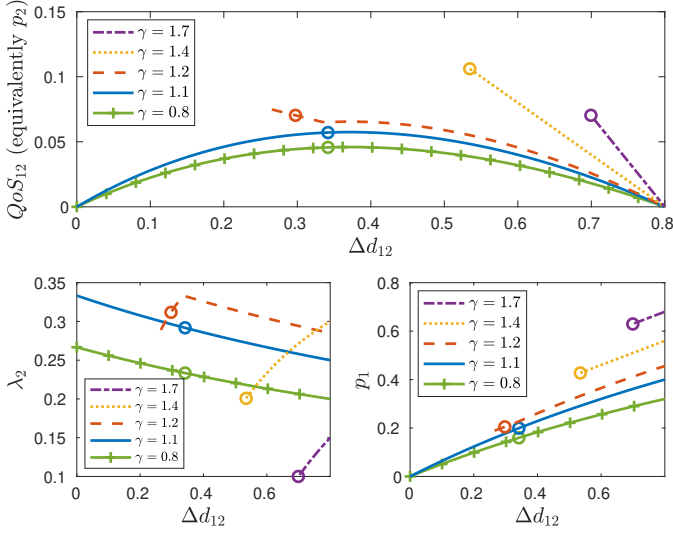 QoS₁₂ (equivalently p₂)
0.15
0.1
0.05
0
γ = 1.7
γ = 1.4
γ = 1.2
γ = 1.1
γ = 0.8
0 0.1 0.2 0.3 0.4 0.5 0.6 0.7 0.8
Δd₁₂
λ₂
0.35
0.3
0.25
0.2
0.15
0.1
γ = 1.7
γ = 1.4
γ = 1.2
γ = 1.1
γ = 0.8
0 0.2 0.4 0.6
Δd₁₂
p₁
0.8
0.6
0.4
0.2
0
γ = 1.7
γ = 1.4
γ = 1.2
γ = 1.1
γ = 0.8
0 0.2 0.4 0.6
Δd₁₂